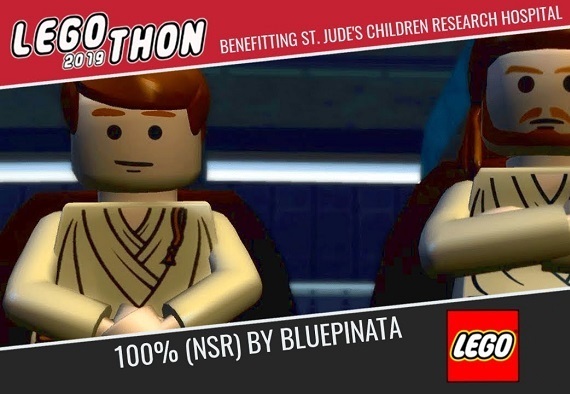 LEGOTHON
2019
BENEFITTING ST. JUDE'S CHILDREN RESEARCH HOSPITAL
100% (NSR) BY BLUEPINATA
LEGO